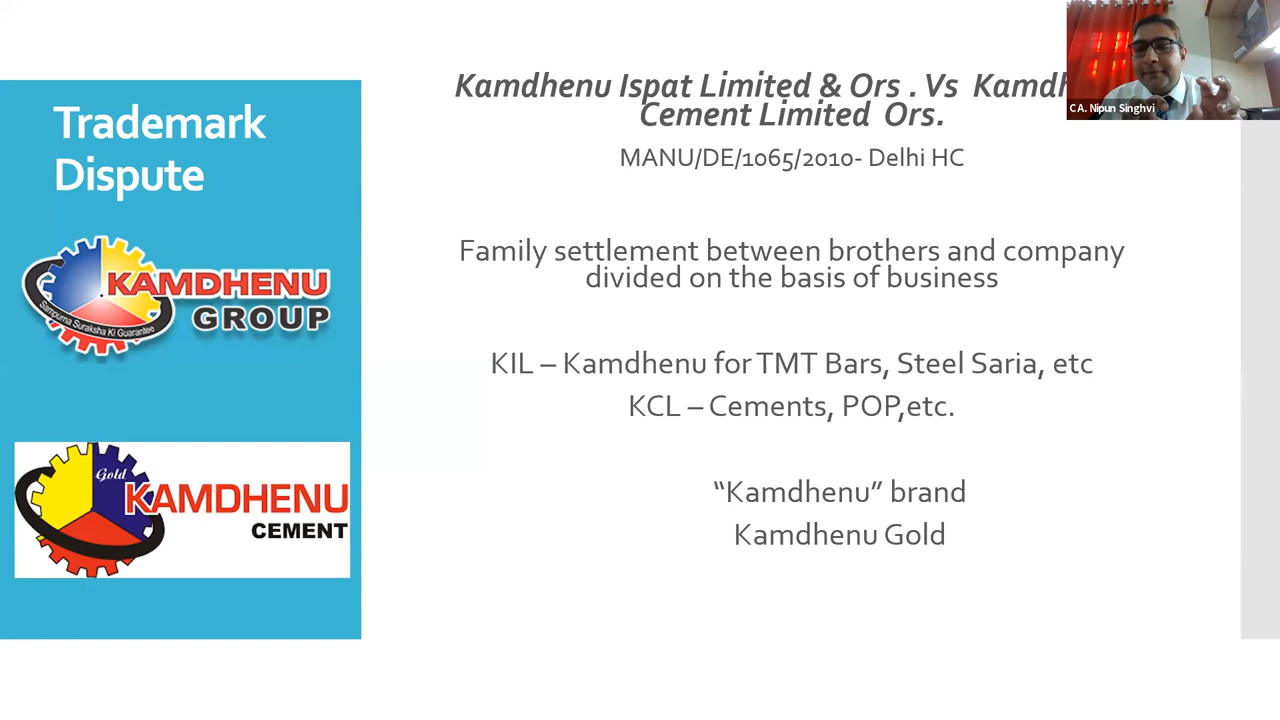 Trademark
Dispute
KAMDHENU
GROUP
Sampurna Suraksha Ki Guarantee
Gold
KAMDHENU
CEMENT
Kamdhenu Ispat Limited & Ors . Vs
Cement Limited Ors.
MANU/DE/1065/2010- Delhi HC
Family settlement between brothers and company
divided on the basis of business
KIL – Kamdhenu for TMT Bars, Steel Saria, etc
KCL – Cements, POP,etc.
“Kamdhenu” brand
Kamdhenu Gold
CA. Nipun Singhvi